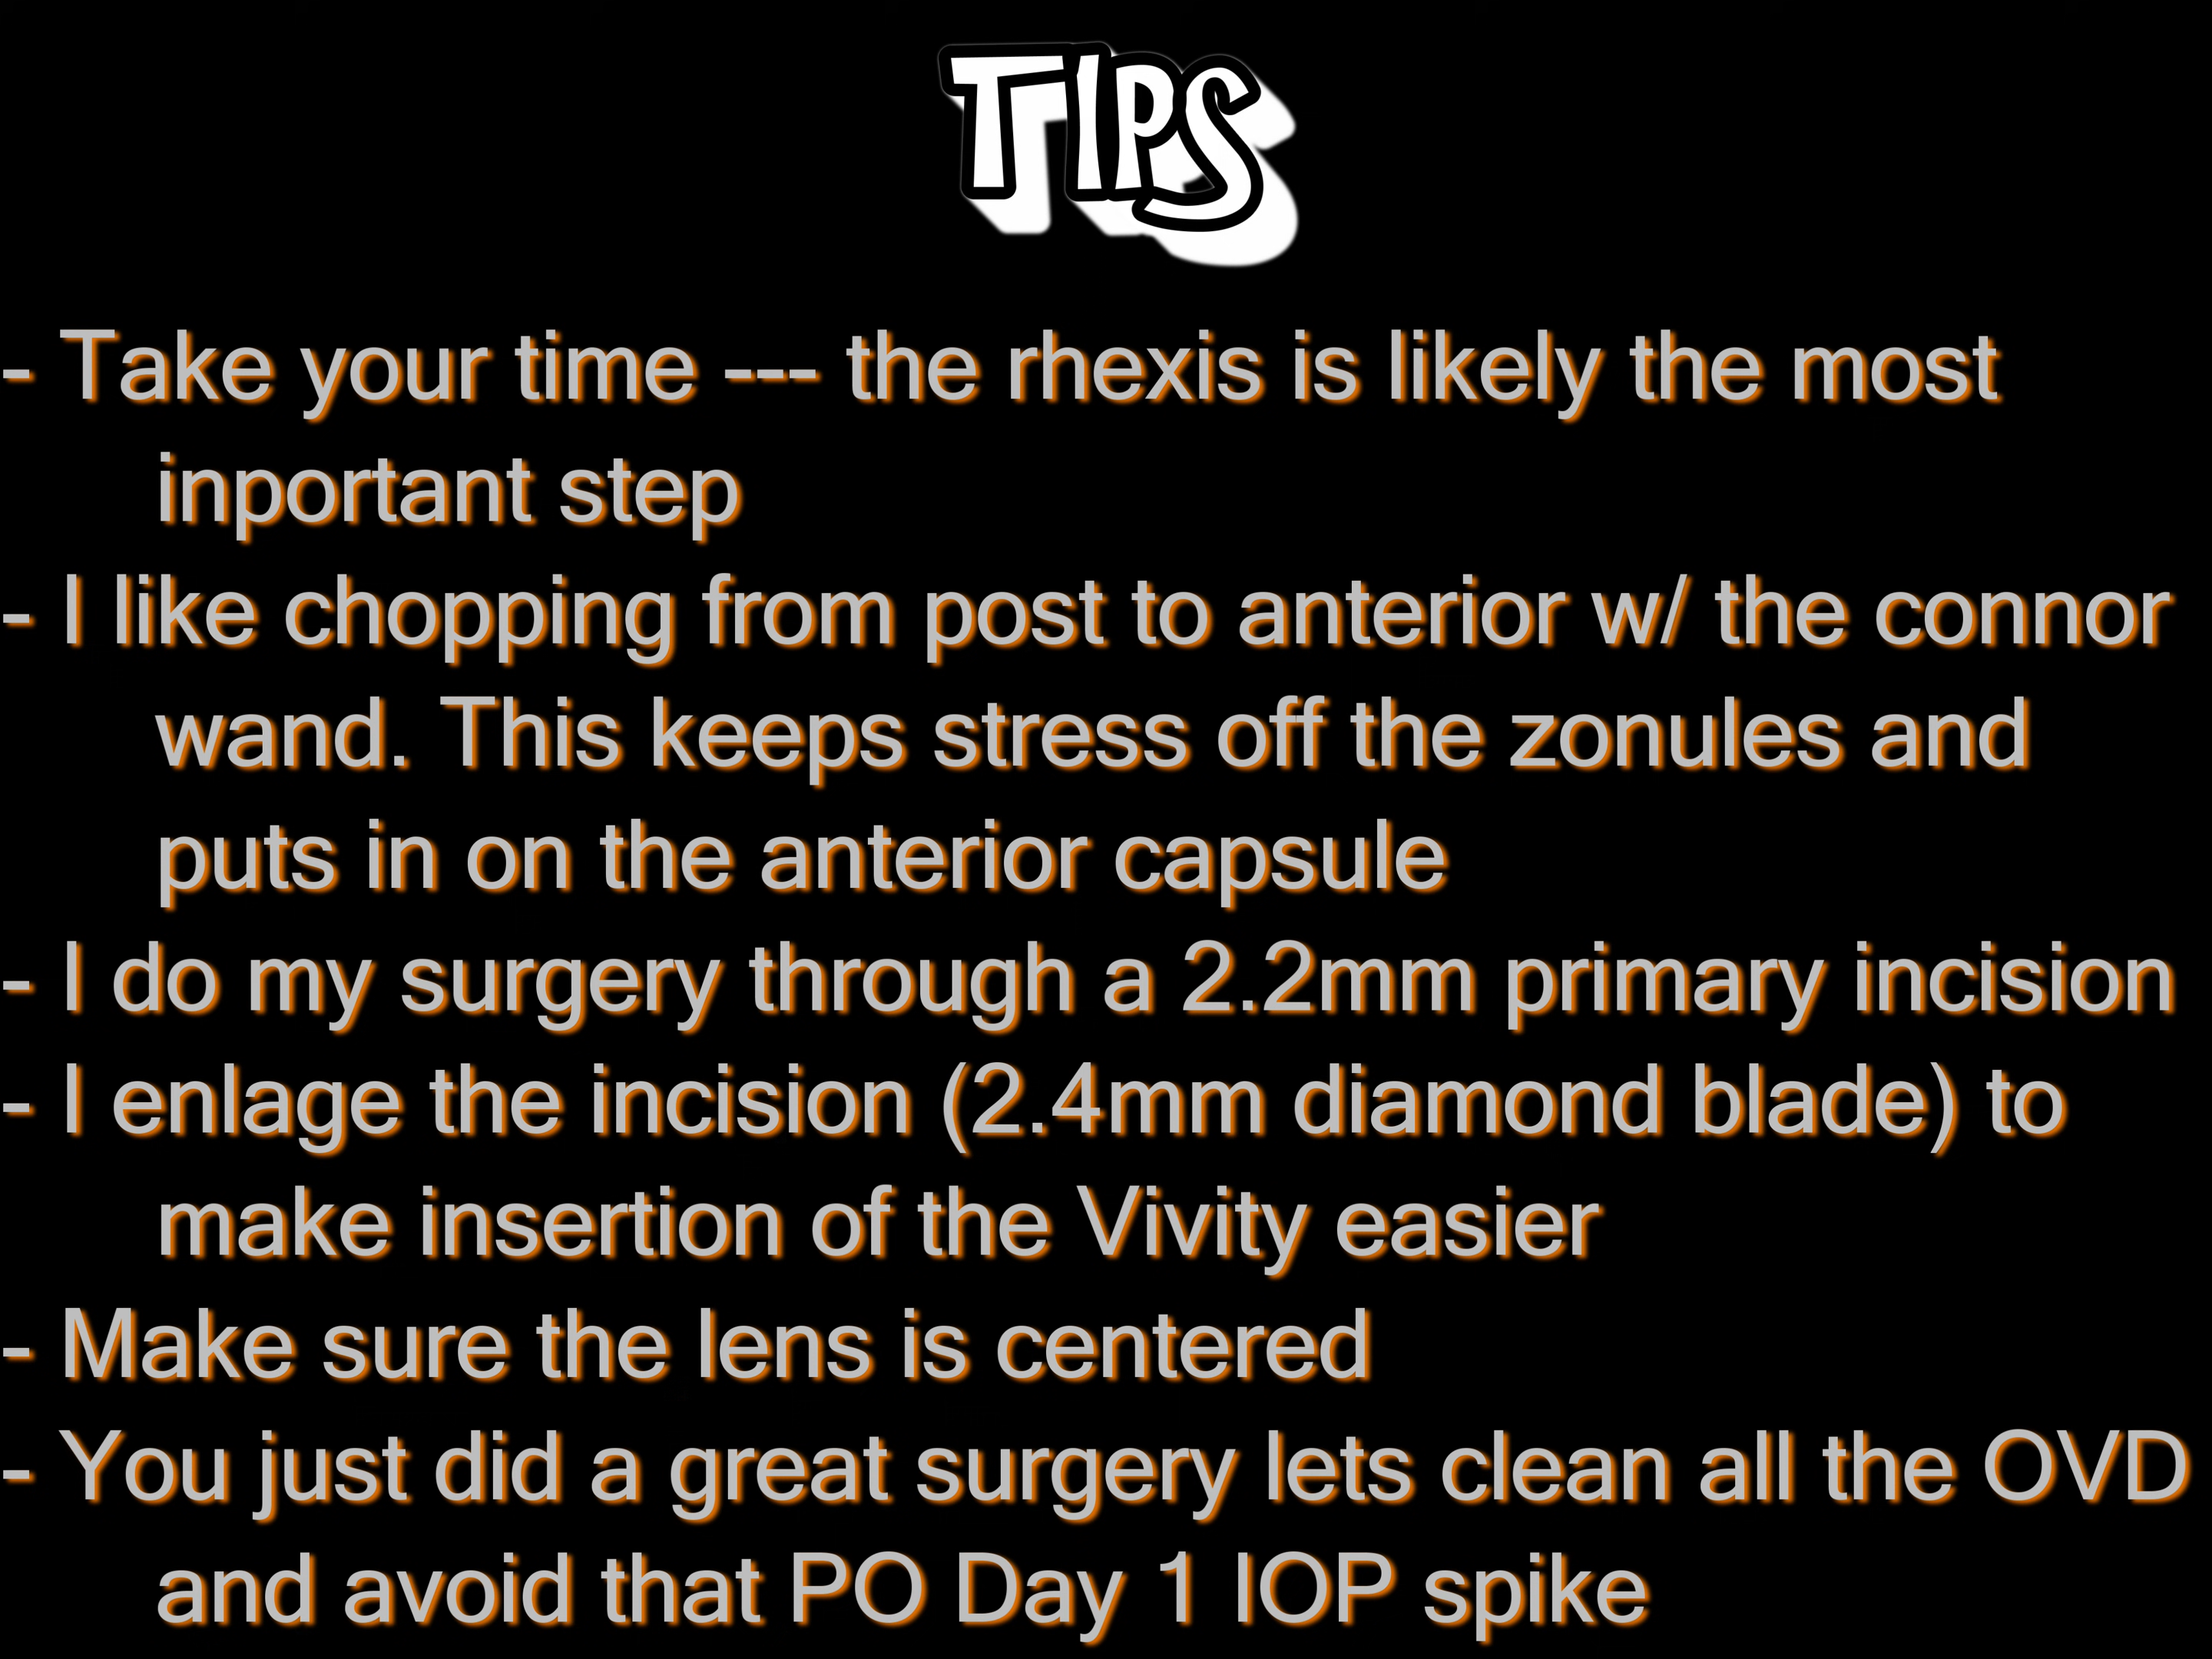 TIPS
- Take your time --- the rhexis is likely the most
inportant step
- I like chopping from post to anterior w/ the connor
wand. This keeps stress off the zonules and
puts in on the anterior capsule
- I do my surgery through a 2.2mm primary incision
- I enlage the incision (2.4mm diamond blade) to
make insertion of the Vivity easier
- Make sure the lens is centered
- You just did a great surgery lets clean all the OVD
and avoid that PO Day 1 IOP spike